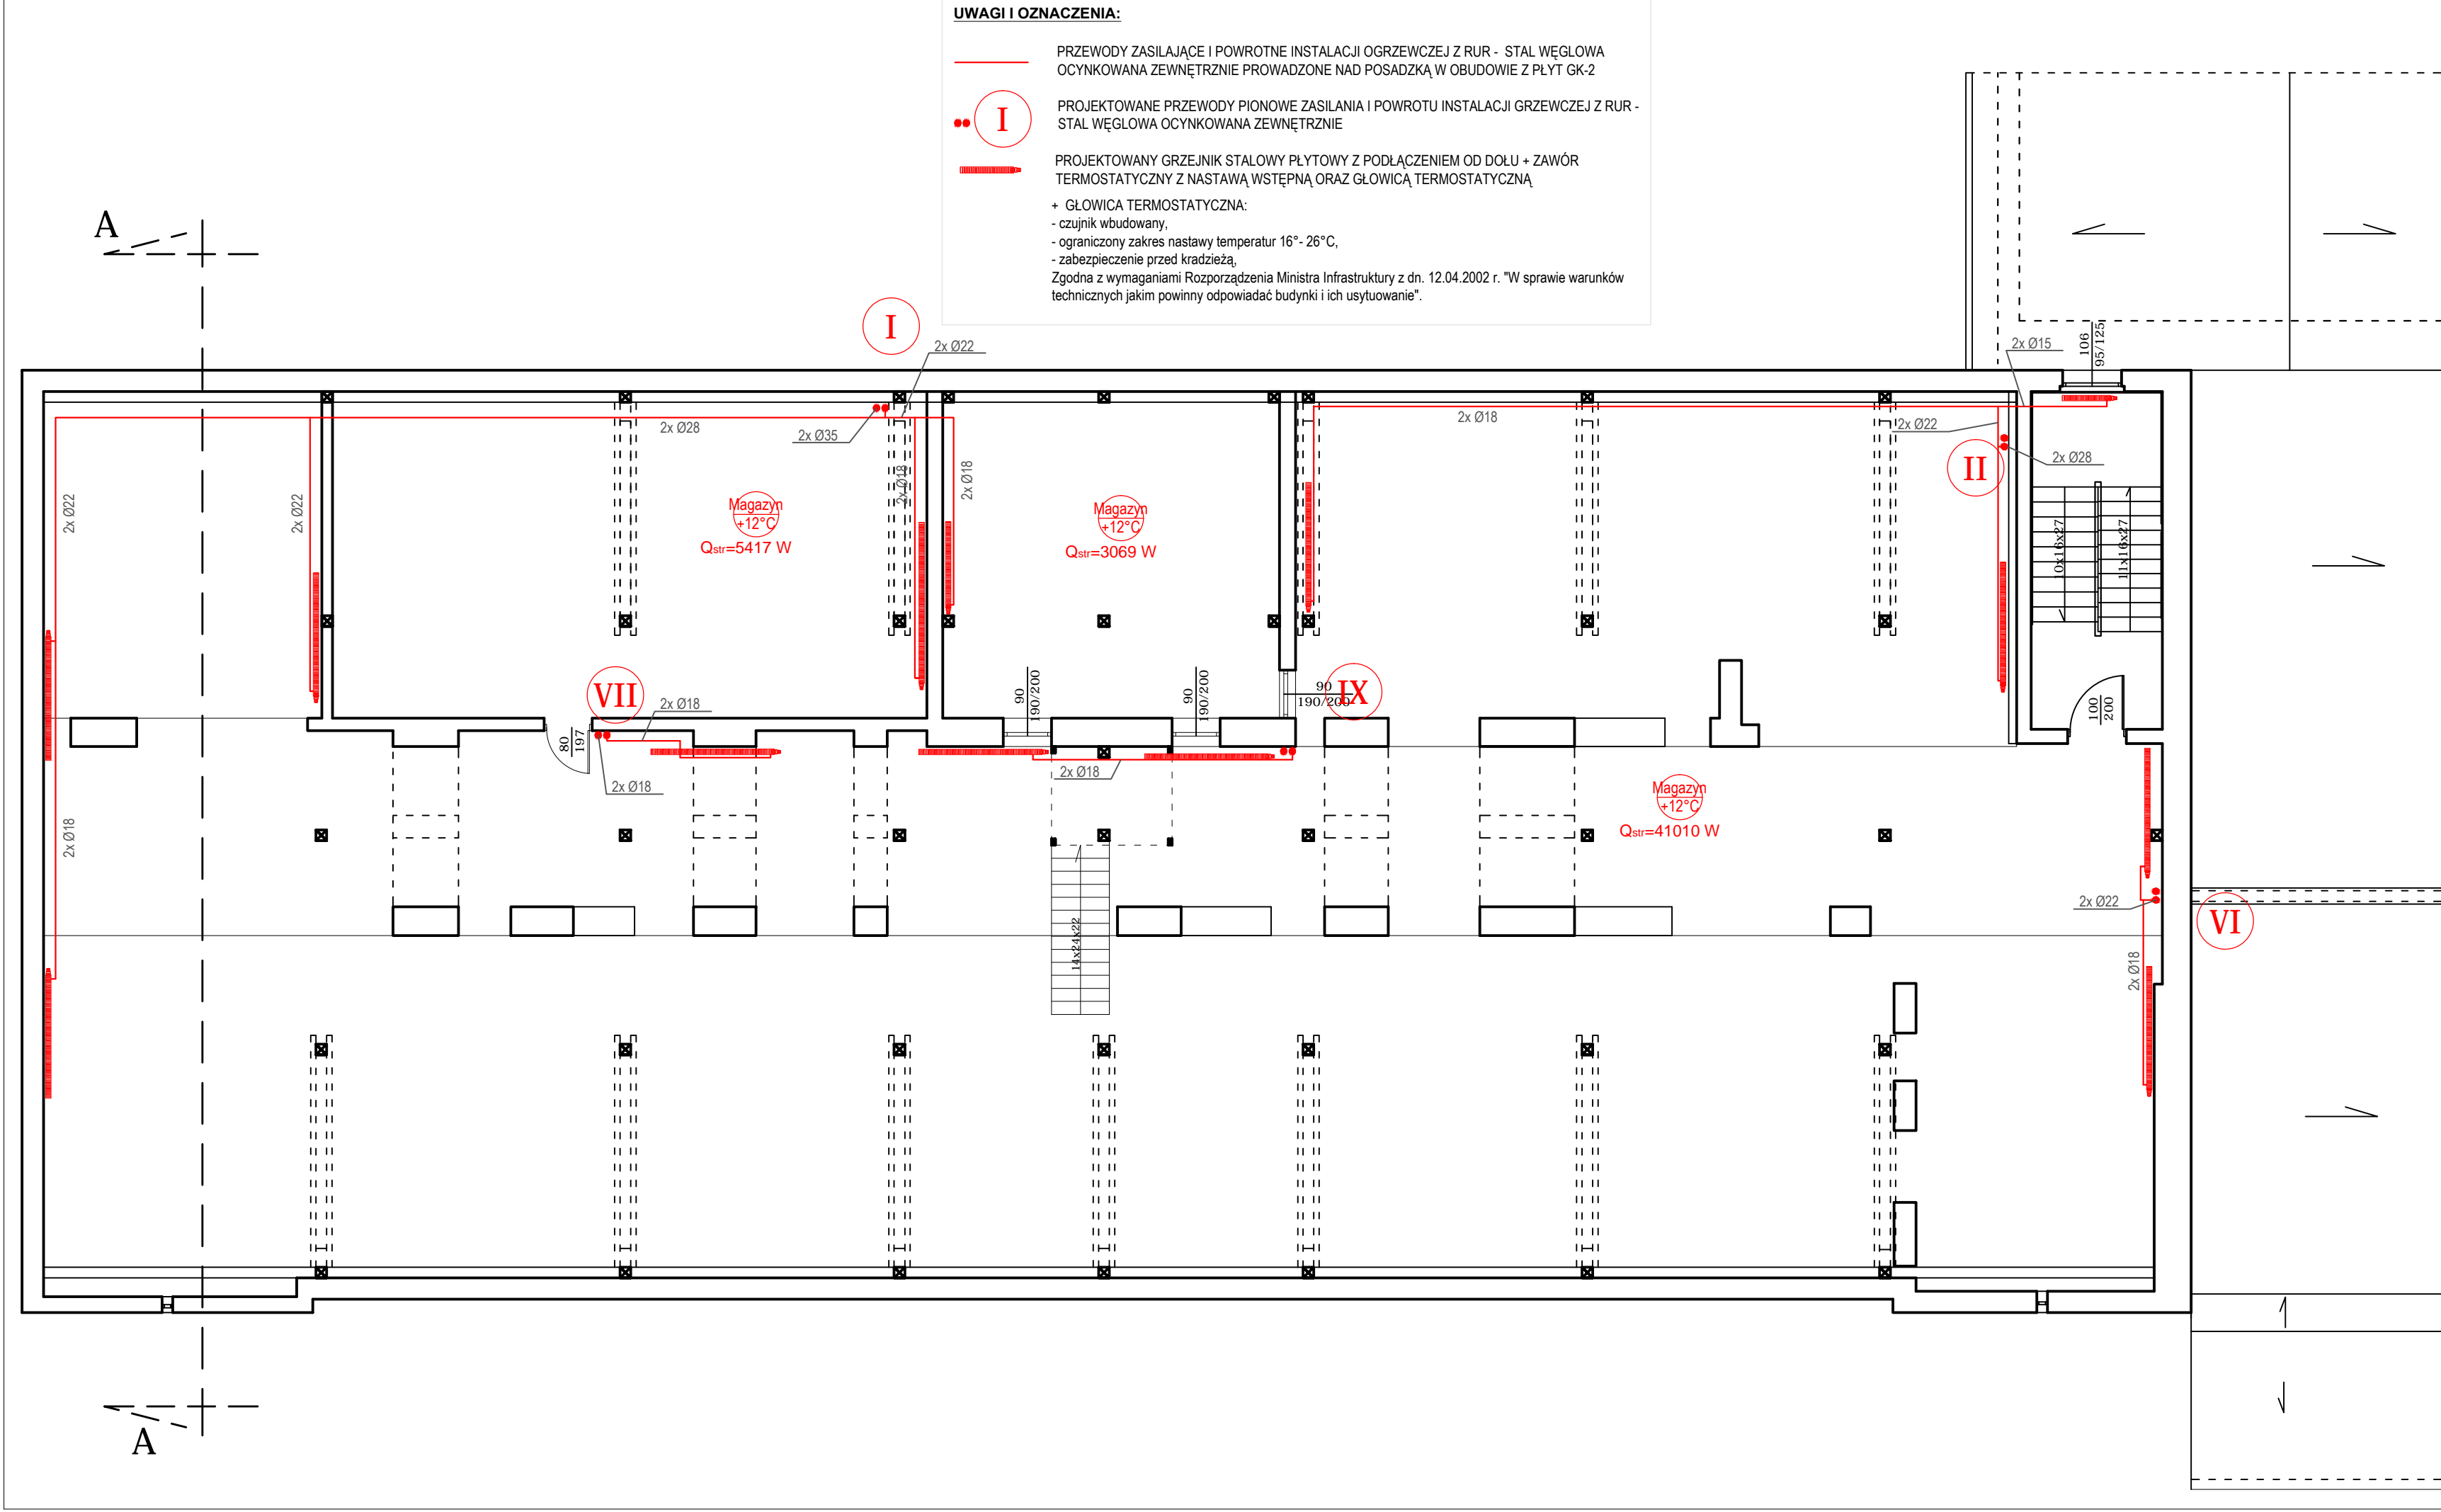 UWAGI I OZNACZENIA:
PRZEWODY ZASILAJĄCE I POWROTNE INSTALACJI OGRZEWCZEJ Z RUR - STAL WĘGLOWA
OCYNKOWANA ZEWNĘTRZNIE PROWADZONE NAD POSADZKĄ W OBUDOWIE Z PŁYT GK-2
I
PROJEKTOWANE PRZEWODY PIONOWE ZASILANIA I POWROTU INSTALACJI GRZEWCZEJ Z RUR -
STAL WĘGLOWA OCYNKOWANA ZEWNĘTRZNIE
PROJEKTOWANY GRZEJNIK STALOWY PŁYTOWY Z PODŁĄCZENIEM OD DOŁU + ZAWÓR
TERMOSTATYCZNY Z NASTAWĄ WSTĘPNĄ ORAZ GŁOWICĄ TERMOSTATYCZNĄ
+ GŁOWICA TERMOSTATYCZNA:
- czujnik wbudowany,
- ograniczony zakres nastawy temperatur 16°- 26°C,
- zabezpieczenie przed kradzieżą,
Zgodna z wymaganiami Rozporządzenia Ministra Infrastruktury z dn. 12.04.2002 r. "W sprawie warunków
technicznych jakim powinny odpowiadać budynki i ich usytuowanie".
A
I
2x Ø22
2x Ø15
106
95/125
2x Ø28
2x Ø35
2x Ø18
2x Ø22
2x Ø28
II
2x Ø22
2x Ø22
2x Ø18
2x Ø18
Magazyn
+12°C
Qstr=5417 W
Magazyn
+12°C
Qstr=3069 W
10x16x27
11x16x27
VII
2x Ø18
90
190/200
90
190/200
90
190/200
IX
100
200
80
197
2x Ø18
2x Ø18
Magazyn
+12°C
Qstr=41010 W
2x Ø18
2x Ø22
VI
14x24x22
2x Ø18
A